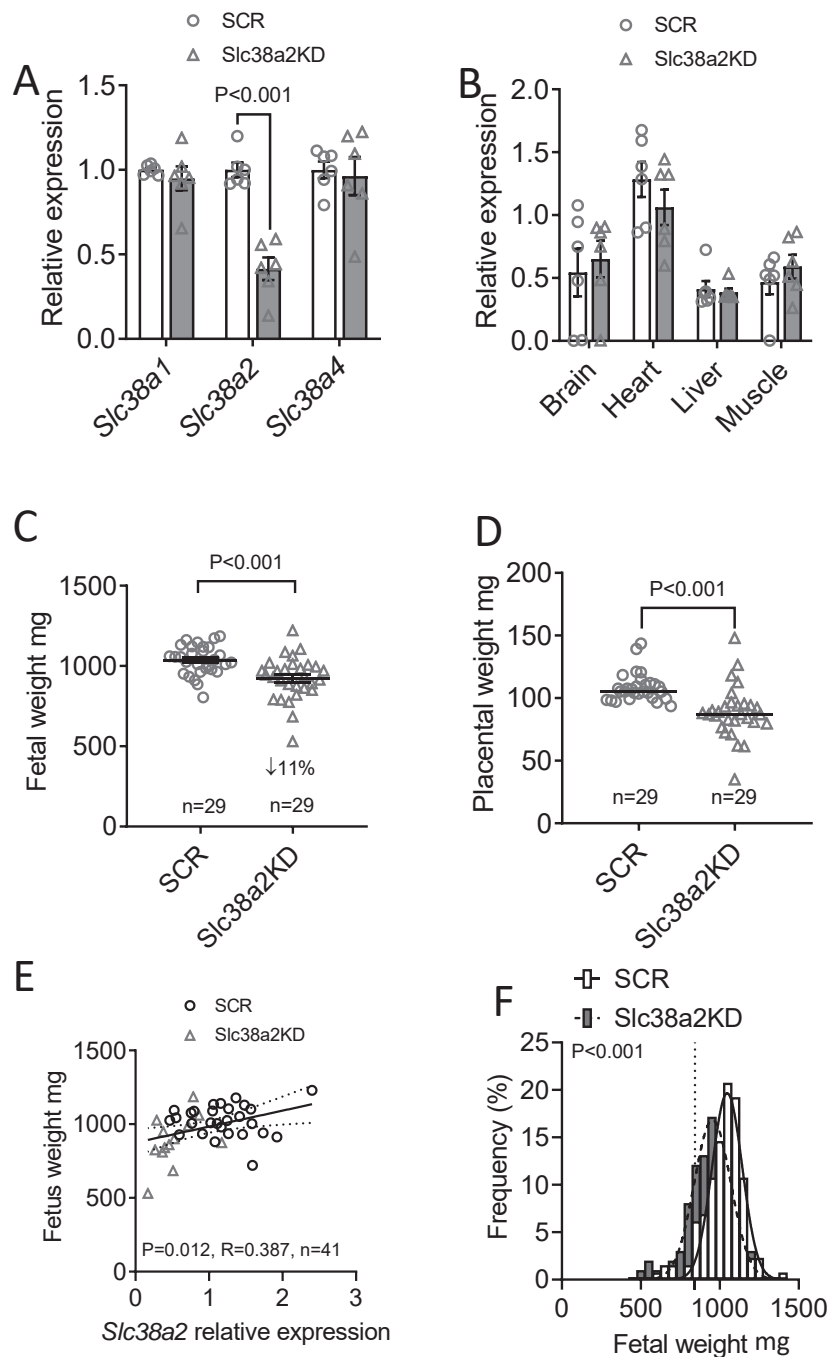 SCR
Slc38a2KD
A
P<0.001
1.5
1.0
0.5
0.0
Relative expression
Slc38a1
Slc38a2
Slc38a4
SCR
Slc38a2KD
B
2.0
1.5
1.0
0.5
0.0
Relative expression
Brain
Heart
Liver
Muscle
C
P<0.001
1500
1000
500
0
Fetal weight mg
↓11%
n=29
n=29
SCR
Slc38a2KD
D
P<0.001
200
150
100
50
0
Placental weight mg
n=29
n=29
SCR
Slc38a2KD
E
SCR
Slc38a2KD
1500
1000
500
0
Fetus weight mg
P=0.012, R=0.387, n=41
0
1
2
3
Slc38a2 relative expression
F
SCR
Slc38a2KD
P<0.001
25
20
15
10
5
0
Frequency (%)
0
500
1000
1500
Fetal weight mg